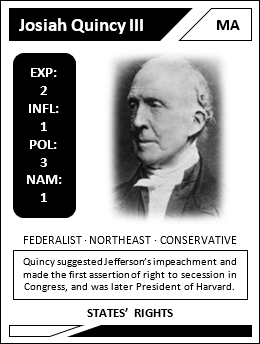 Josiah Quincy III
MA
EXP:
2
INFL:
1
POL:
3
NAM:
1
FEDERALIST · NORTHEAST · CONSERVATIVE
Quincy suggested Jefferson's impeachment and
made the first assertion of right to secession in
Congress, and was later President of Harvard.
STATES' RIGHTS